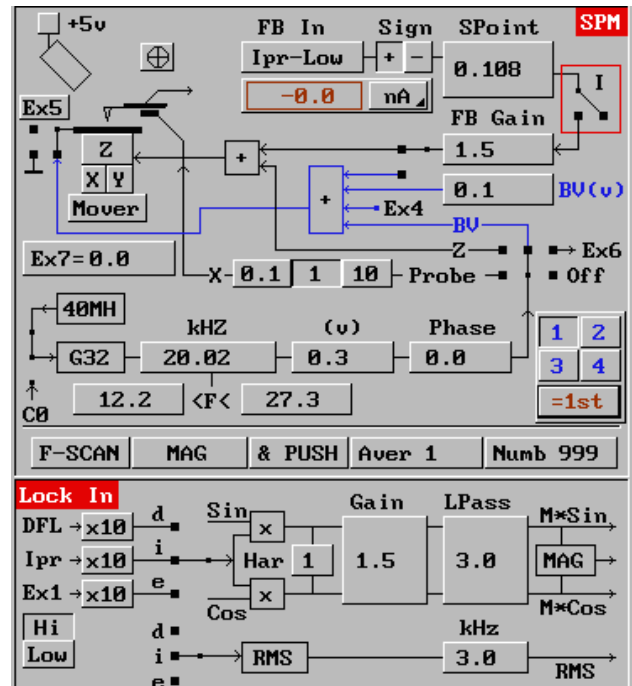 +5v FB In Sign SPoint SPM
Ipr-Low + - 0.108 I
-0.0 nA
Ex5 FB Gain
Z + 1.5
X Y + 0.1 BV(v)
Mover Ex4
BV
Ex7=0.0 Z Ex6
X 0.1 1 10 Probe Off
40MH
kHZ (v) Phase 1 2
G32 20.02 0.3 0.0 3 4
C0 12.2 <F< 27.3 =1st
F-SCAN MAG & PUSH Aver 1 Numb 999
Lock In
Gain LPass
DFL x10 d Sin x M*Sin
Ipr x10 i Har 1 1.5 3.0 MAG
Ex1 x10 e x
Cos M*Cos
Hi d kHz
Low i RMS 3.0 RMS
e